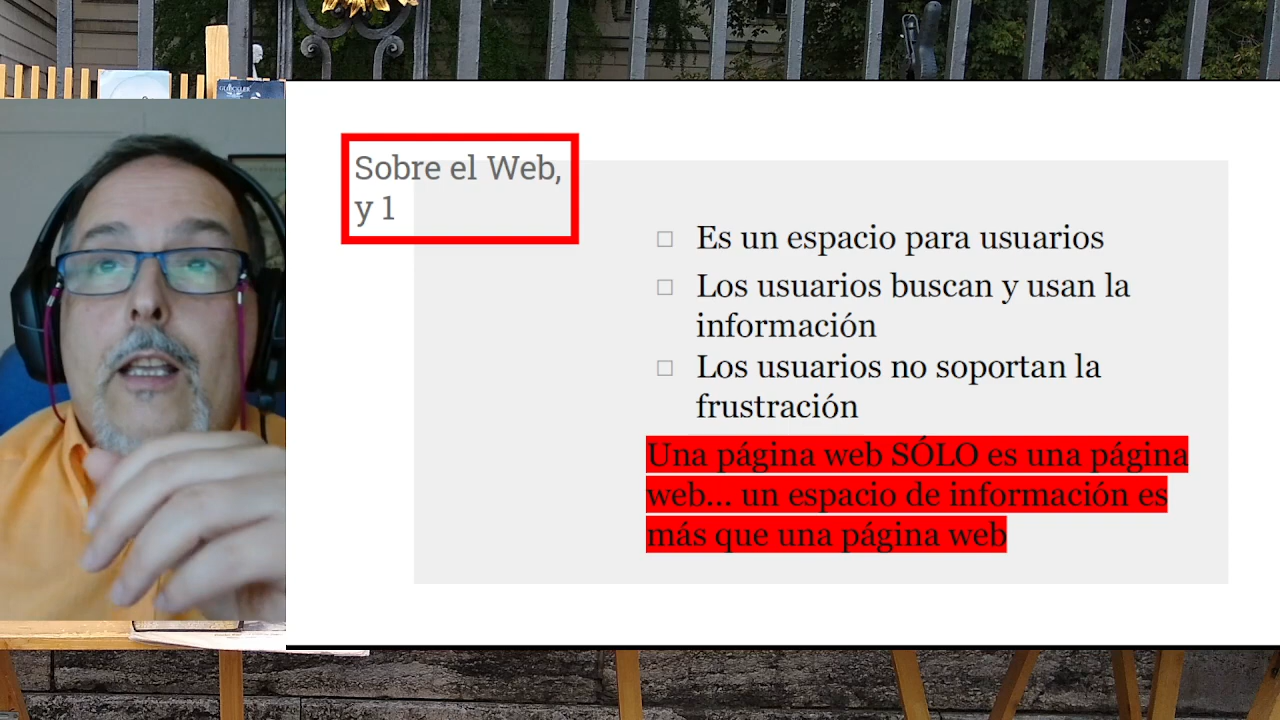 Sobre el Web,
y 1
□ Es un espacio para usuarios
□ Los usuarios buscan y usan la
información
□ Los usuarios no soportan la
frustración
Una página web SÓLO es una página
web... un espacio de información es
más que una página web